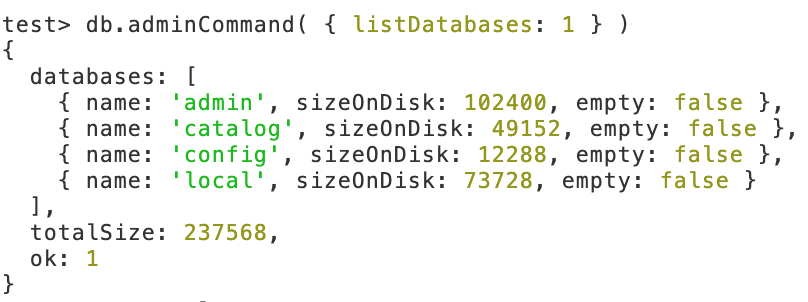 test> db.adminCommand( { listDatabases: 1 } )
{
  databases: [
    { name: 'admin', sizeOnDisk: 102400, empty: false },
    { name: 'catalog', sizeOnDisk: 49152, empty: false },
    { name: 'config', sizeOnDisk: 12288, empty: false },
    { name: 'local', sizeOnDisk: 73728, empty: false }
  ],
  totalSize: 237568,
  ok: 1
}